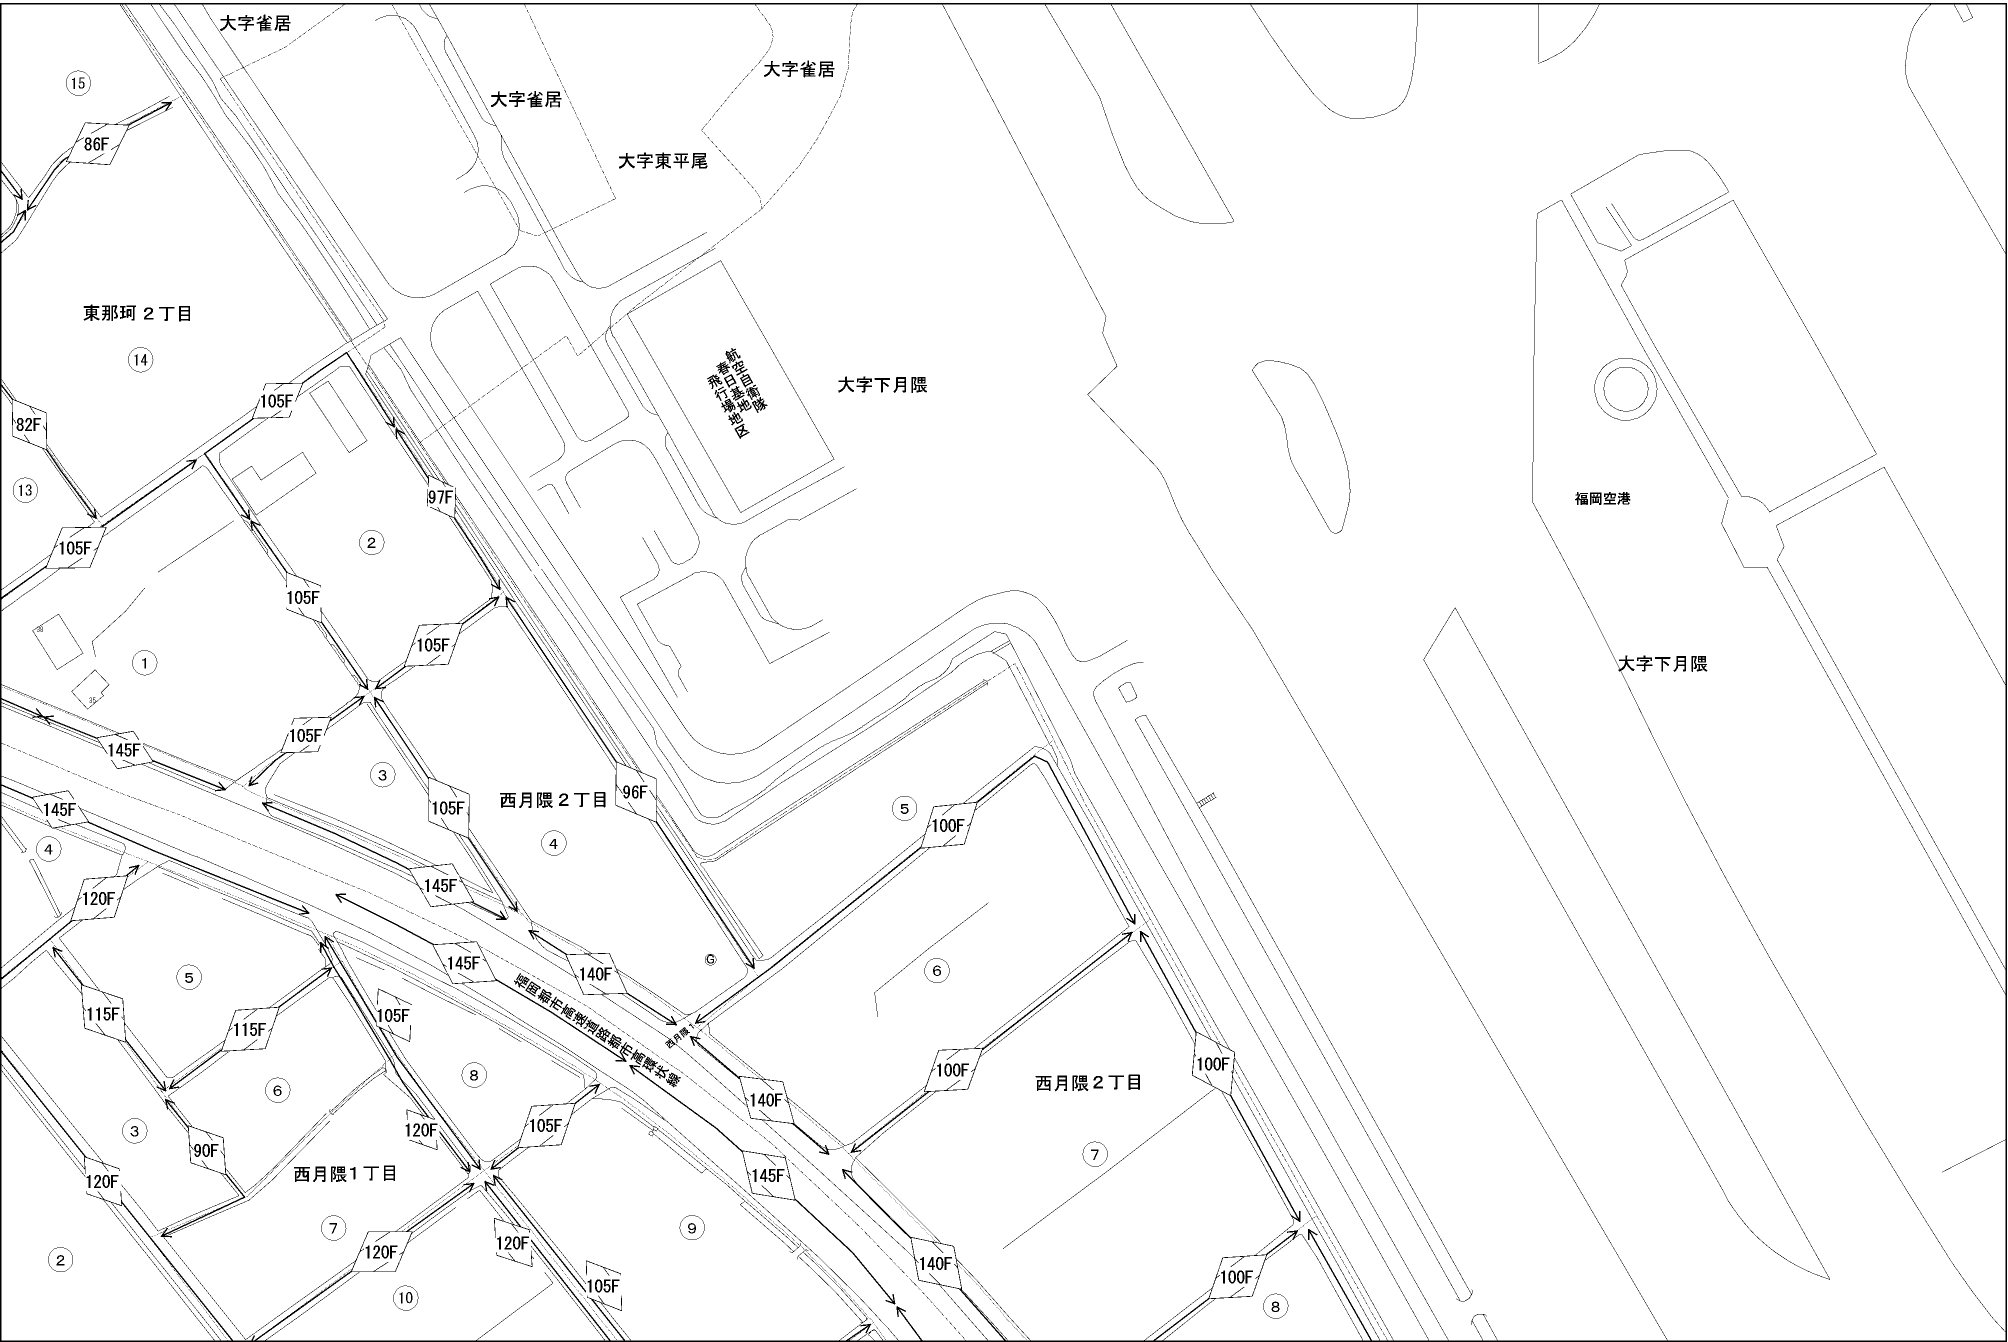 大字雀居
大字雀居
大字雀居
15
86F
大字東平尾
東那珂2丁目
14
航空自衛隊
春日基地
飛行場地区
大字下月隈
105F
82F
13
97F
福岡空港
105F
2
105F
105F
38
1
35
大字下月隈
105F
145F
3
西月隈2丁目
96F
145F
105F
5
100F
4
4
145F
120F
145F
140F
G
6
5
福岡都市高速道路都市高環状線
西月隈1
115F
105F
115F
100F
100F
8
西月隈2丁目
6
140F
105F
120F
3
90F
7
西月隈1丁目
145F
120F
7
9
120F
120F
2
140F
100F
105F
10
8